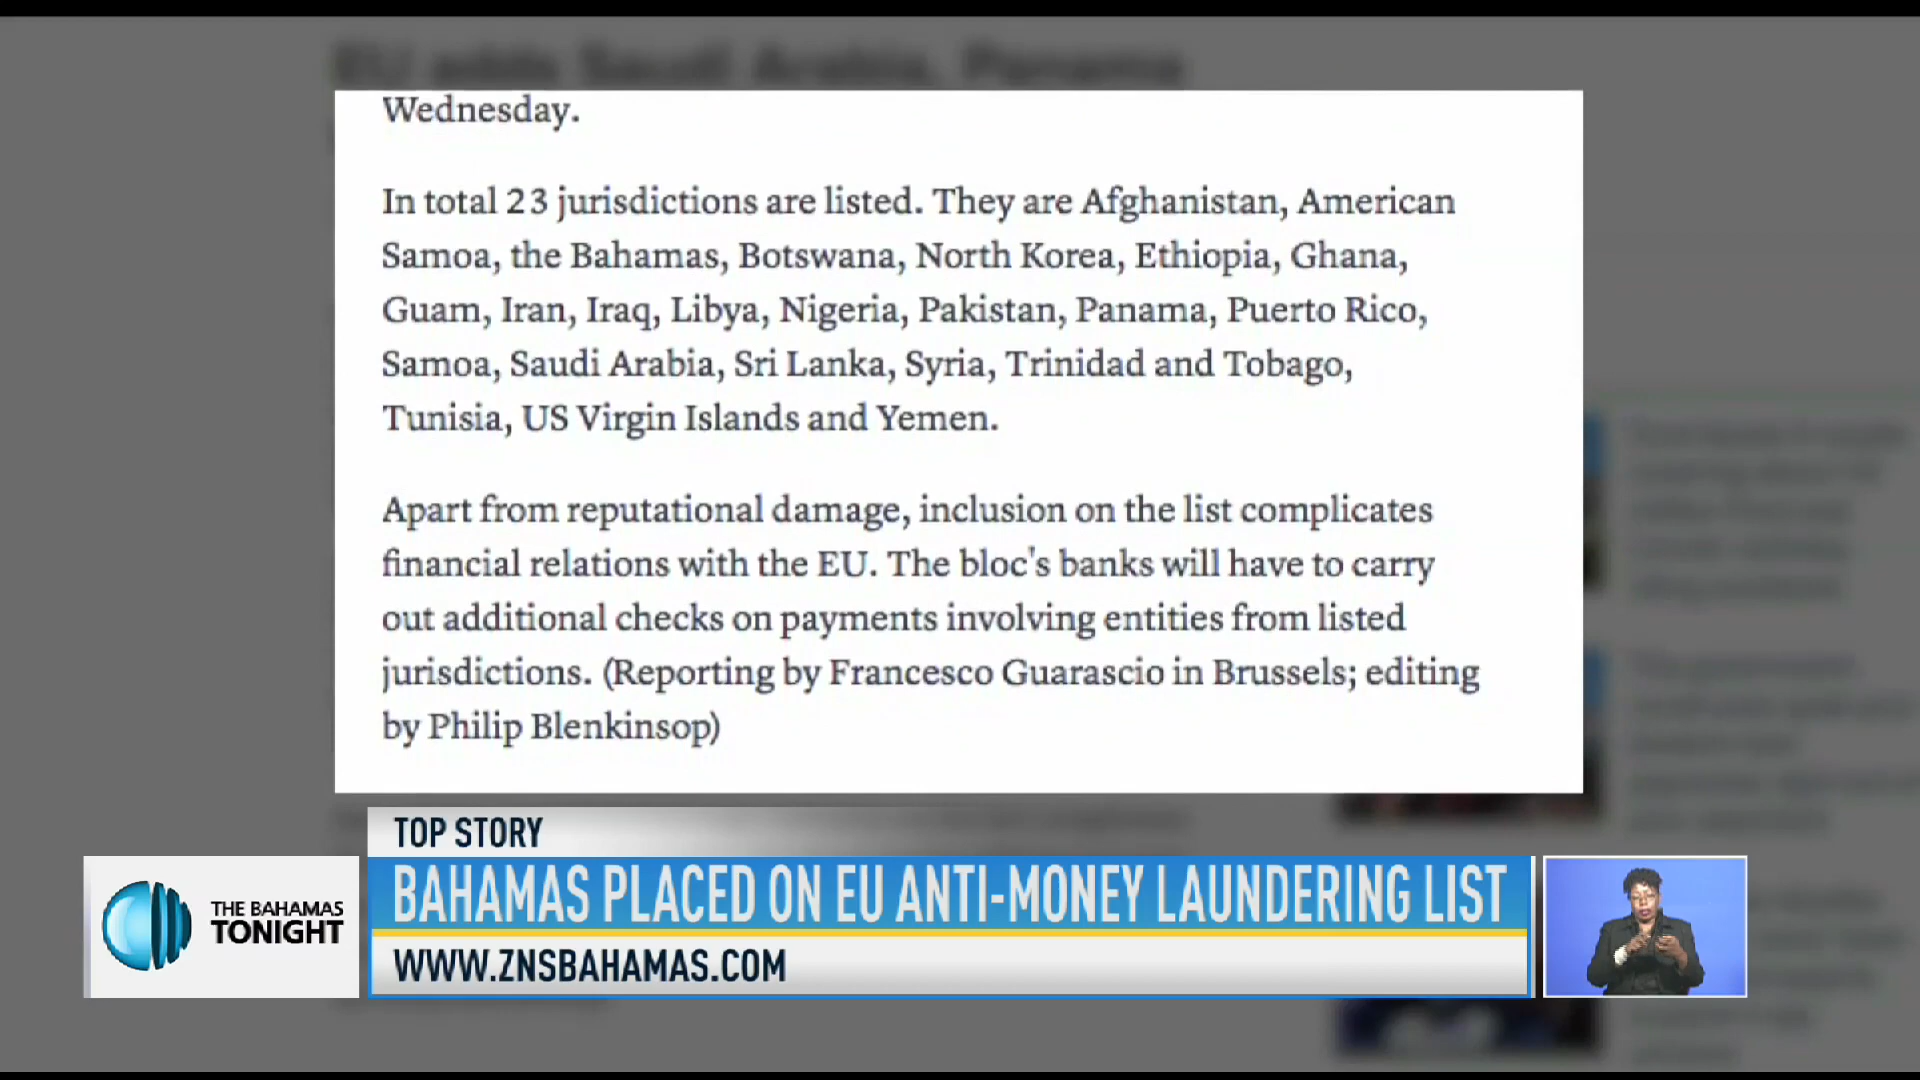 EU adds Saudi Arabia, Panama
Wednesday.
In total 23 jurisdictions are listed. They are Afghanistan, American
Samoa, the Bahamas, Botswana, North Korea, Ethiopia, Ghana,
Guam, Iran, Iraq, Libya, Nigeria, Pakistan, Panama, Puerto Rico,
Samoa, Saudi Arabia, Sri Lanka, Syria, Trinidad and Tobago,
Tunisia, US Virgin Islands and Yemen.
Apart from reputational damage, inclusion on the list complicates
financial relations with the EU. The bloc's banks will have to carry
out additional checks on payments involving entities from listed
jurisdictions. (Reporting by Francesco Guarascio in Brussels; editing
by Philip Blenkinsop)
TOP STORY
BAHAMAS PLACED ON EU ANTI-MONEY LAUNDERING LIST
WWW.ZNSBAHAMAS.COM
THE BAHAMAS
TONIGHT